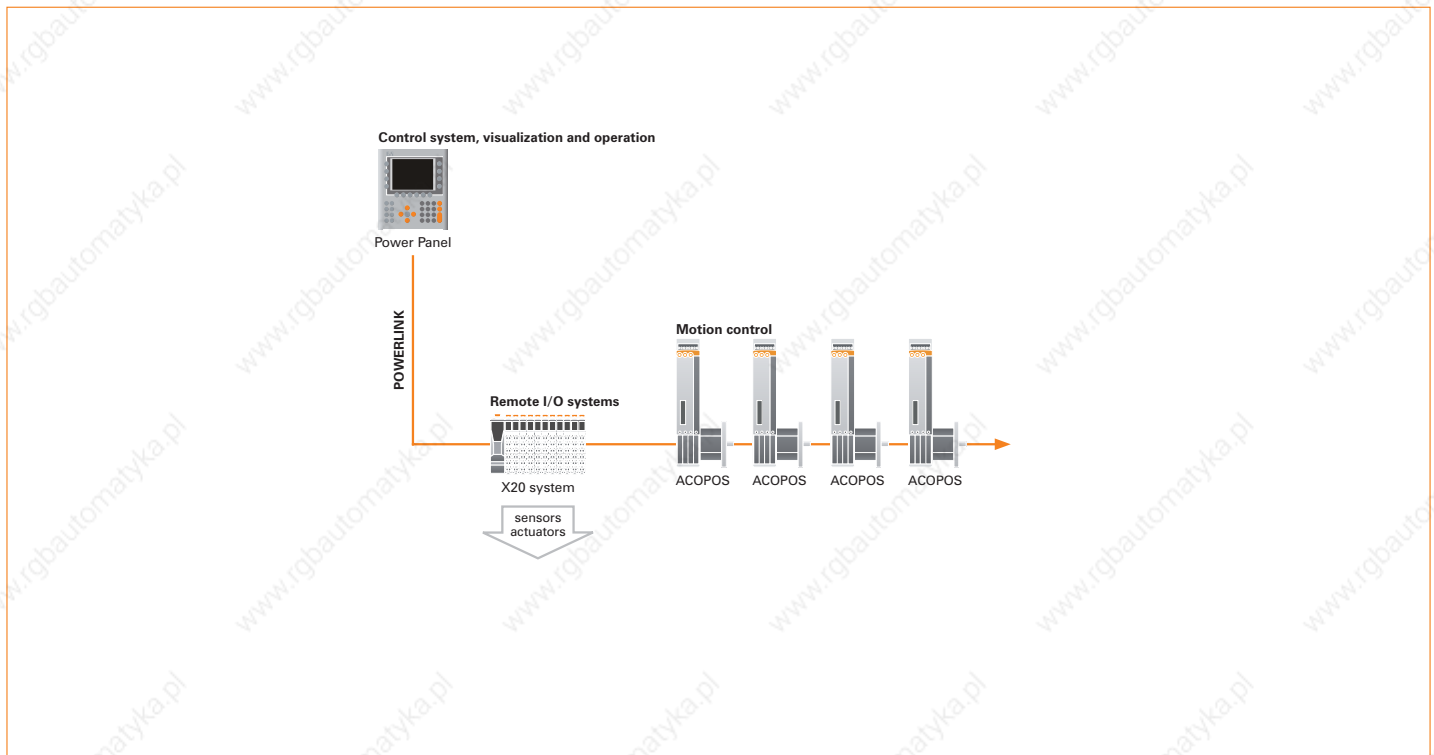 Control system, visualization and operation
Power Panel
POWERLINK
Motion control
Remote I/O systems
X20 system
ACOPOS
ACOPOS
ACOPOS
ACOPOS
sensors
actuators
www.rgbautomatyka.pl